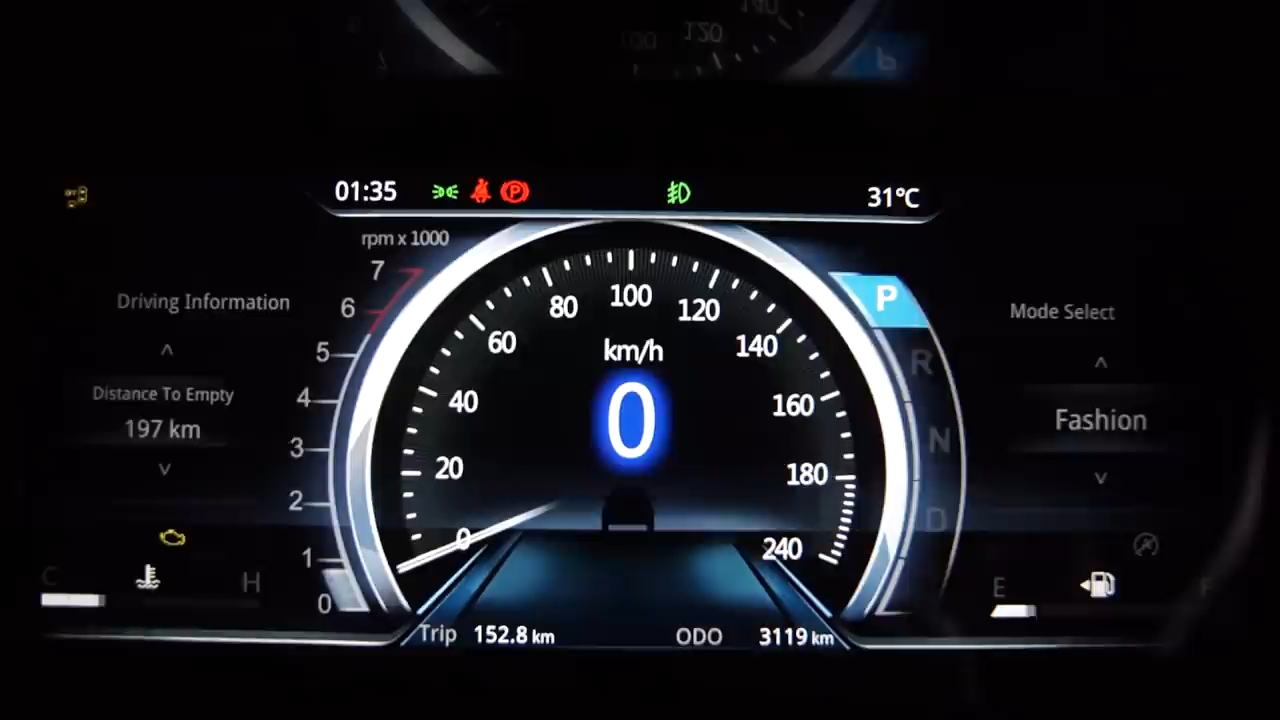 01:35
31°C
rpm x 1000
7
6
5
4
3
2
1
0
Driving Information
Distance To Empty
197 km
C
H
0
20
40
60
80
100
120
140
160
180
240
km/h
0
P
R
N
D
Mode Select
Fashion
E
F
Trip 152.8 km
ODO 3119 km